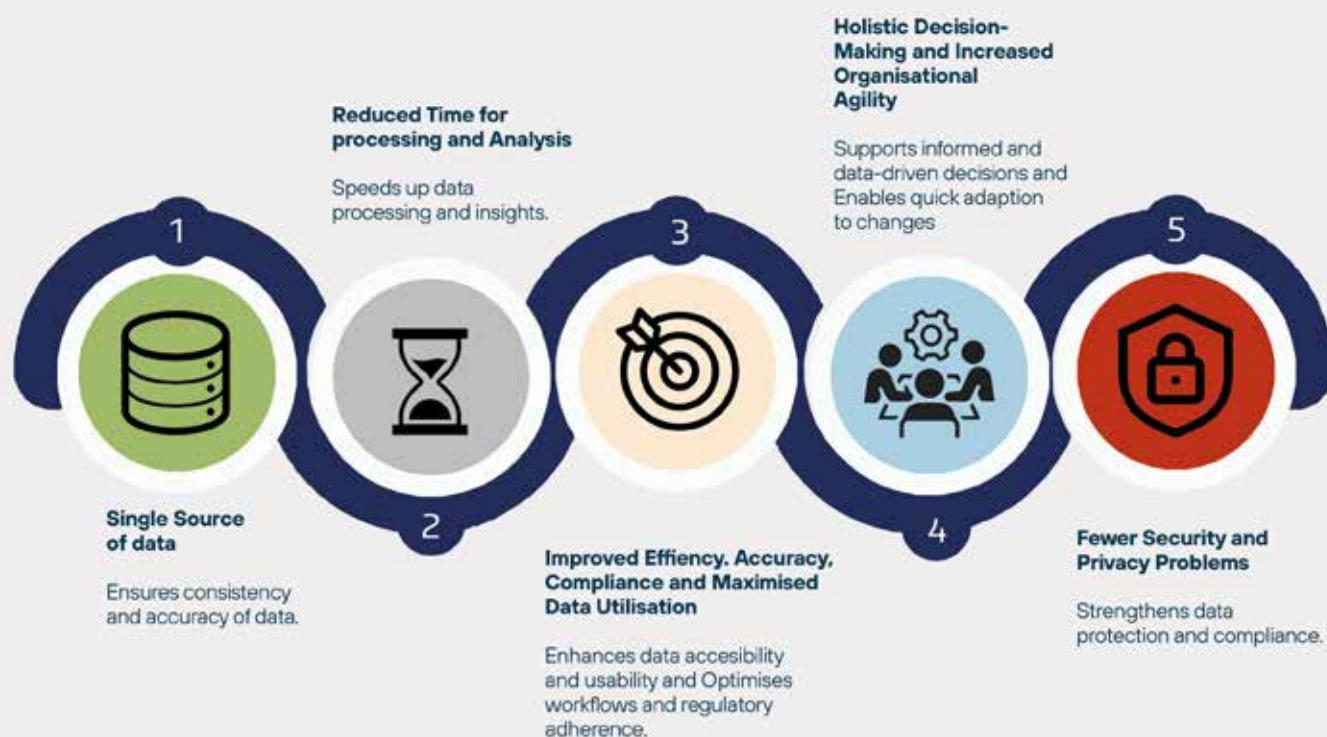 1
Single Source
of data
Ensures consistency
and accuracy of data.
Reduced Time for
processing and Analysis
Speeds up data
processing and insights.
2
3
Improved Effiency. Accuracy,
Compliance and Maximised
Data Utilisation
Enhances data accesibility
and usability and Optimises
workflows and regulatory
adherence.
Holistic Decision-
Making and Increased
Organisational
Agility
Supports informed and
data-driven decisions and
Enables quick adaption
to changes
4
5
Fewer Security and
Privacy Problems
Strengthens data
protection and compliance.